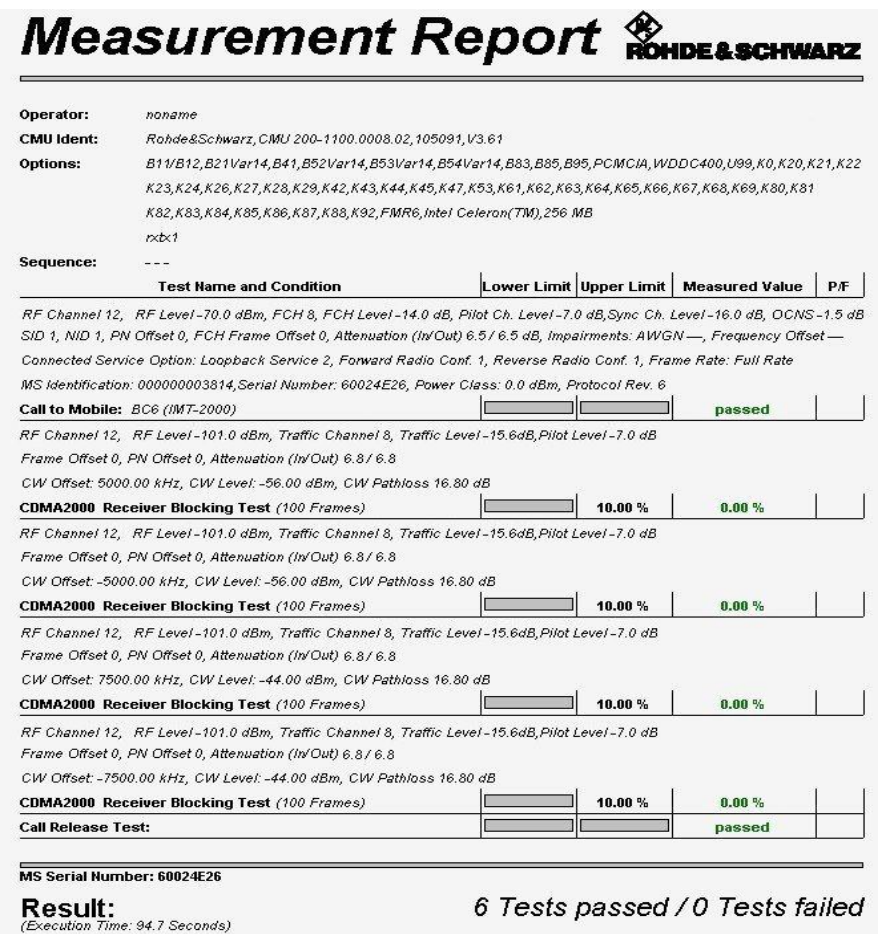 Measurement Report ROHDE & SCHWARZ
Operator: noname
CMU Ident: Rohde&Schwarz,CMU 200-1100.0008.02,105091,V3.61
Options: B11/B12,B21Var14,B41,B52Var14,B53Var14,B54Var14,B83,B85,B95,PCMCIA,WDDC400,U99,K0,K20,K21,K22
K23,K24,K26,K27,K28,K29,K42,K43,K44,K45,K47,K53,K61,K62,K63,K64,K65,K66,K67,K68,K69,K80,K81
K82,K83,K84,K85,K86,K87,K88,K92,FMR6,Intel Celeron(TM),256 MB
rxtx1
Sequence: ---
Test Name and Condition Lower Limit Upper Limit Measured Value P/F
RF Channel 12, RF Level -70.0 dBm, FCH 8, FCH Level -14.0 dB, Pilot Ch. Level -7.0 dB,Sync Ch. Level -16.0 dB, OCNS -1.5 dB
SID 1, NID 1, PN Offset 0, FCH Frame Offset 0, Attenuation (In/Out) 6.5 / 6.5 dB, Impairments: AWGN ---, Frequency Offset ---
Connected Service Option: Loopback Service 2, Forward Radio Conf. 1, Reverse Radio Conf. 1, Frame Rate: Full Rate
MS Identification: 000000003814,Serial Number: 60024E26, Power Class: 0.0 dBm, Protocol Rev. 6
Call to Mobile: BC6 (IMT-2000) passed
RF Channel 12, RF Level -101.0 dBm, Traffic Channel 8, Traffic Level -15.6dB,Pilot Level -7.0 dB
Frame Offset 0, PN Offset 0, Attenuation (In/Out) 6.8 / 6.8
CW Offset: 5000.00 kHz, CW Level: -56.00 dBm, CW Pathloss 16.80 dB
CDMA2000 Receiver Blocking Test (100 Frames) 10.00 % 0.00 %
RF Channel 12, RF Level -101.0 dBm, Traffic Channel 8, Traffic Level -15.6dB,Pilot Level -7.0 dB
Frame Offset 0, PN Offset 0, Attenuation (In/Out) 6.8 / 6.8
CW Offset: -5000.00 kHz, CW Level: -56.00 dBm, CW Pathloss 16.80 dB
CDMA2000 Receiver Blocking Test (100 Frames) 10.00 % 0.00 %
RF Channel 12, RF Level -101.0 dBm, Traffic Channel 8, Traffic Level -15.6dB,Pilot Level -7.0 dB
Frame Offset 0, PN Offset 0, Attenuation (In/Out) 6.8 / 6.8
CW Offset: 7500.00 kHz, CW Level: -44.00 dBm, CW Pathloss 16.80 dB
CDMA2000 Receiver Blocking Test (100 Frames) 10.00 % 0.00 %
RF Channel 12, RF Level -101.0 dBm, Traffic Channel 8, Traffic Level -15.6dB,Pilot Level -7.0 dB
Frame Offset 0, PN Offset 0, Attenuation (In/Out) 6.8 / 6.8
CW Offset: -7500.00 kHz, CW Level: -44.00 dBm, CW Pathloss 16.80 dB
CDMA2000 Receiver Blocking Test (100 Frames) 10.00 % 0.00 %
Call Release Test: passed
MS Serial Number: 60024E26
Result: 6 Tests passed / 0 Tests failed
(Execution Time: 94.7 Seconds)